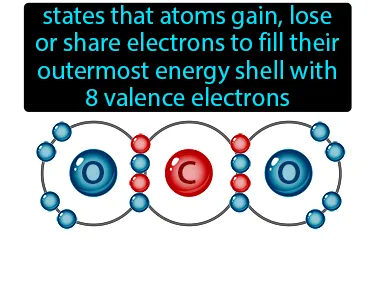 states that atoms gain, lose
or share electrons to fill their
outermost energy shell with
8 valence electrons
O C O